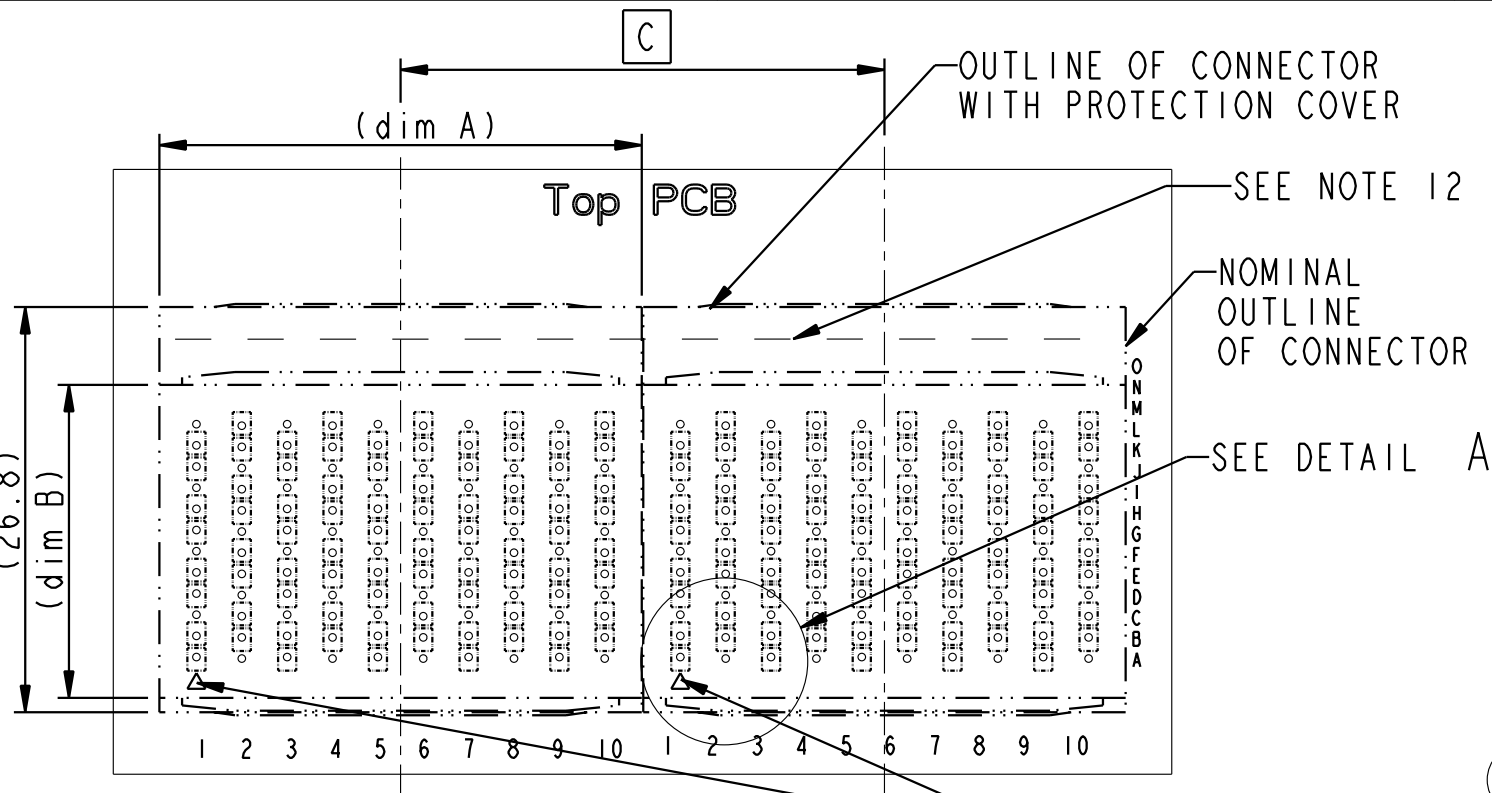 C
OUTLINE OF CONNECTOR
WITH PROTECTION COVER
(dim A)
Top PCB
SEE NOTE 12
NOMINAL
OUTLINE
OF CONNECTOR
O
N
M
L
K
J
I
H
G
F
E
D
C
B
A
SEE DETAIL A
(26.8)
(dim B)
1 2 3 4 5 6 7 8 9 10 1 2 3 4 5 6 7 8 9 10